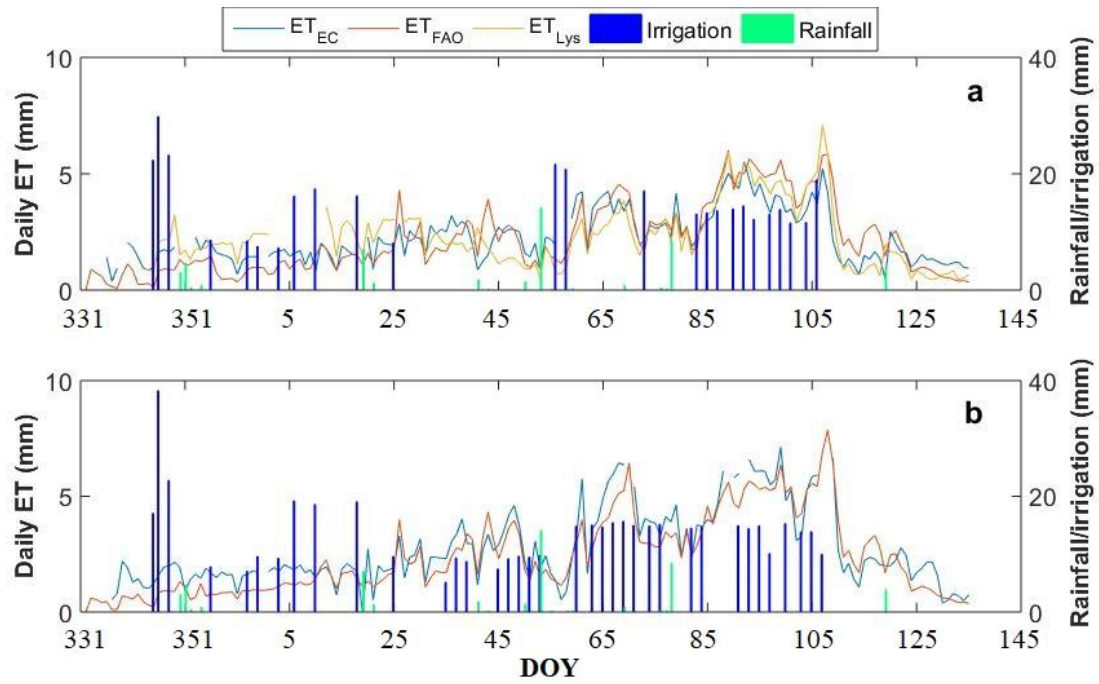 ET_EC ET_FAO ET_Lys Irrigation Rainfall
10 40
a
Daily ET (mm)
Rainfall/irrigation (mm)
5 20
0 0
331 351 5 25 45 65 85 105 125 145
10 40
b
Daily ET (mm)
Rainfall/irrigation (mm)
5 20
0 0
331 351 5 25 45 65 85 105 125 145
DOY